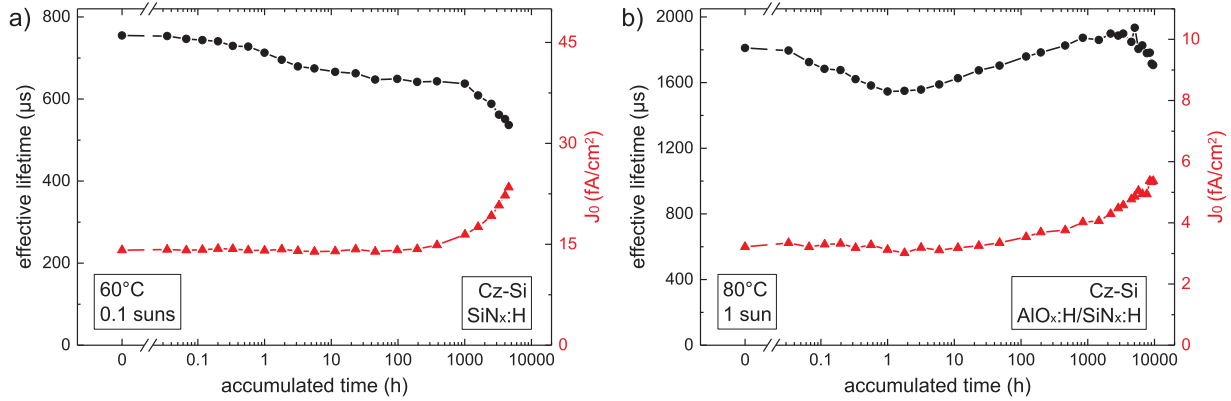 a)
800
600
400
200
0
effective lifetime (µs)
45
30
15
0
J₀ (fA/cm²)
60°C
0.1 suns
Cz-Si
SiNₓ:H
0 0.1 1 10 100 1000 10000
accumulated time (h)
b)
2000
1600
1200
800
400
0
effective lifetime (µs)
10
8
6
4
2
0
J₀ (fA/cm²)
80°C
1 sun
Cz-Si
AlOₓ:H/SiNₓ:H
0 0.1 1 10 100 1000 10000
accumulated time (h)